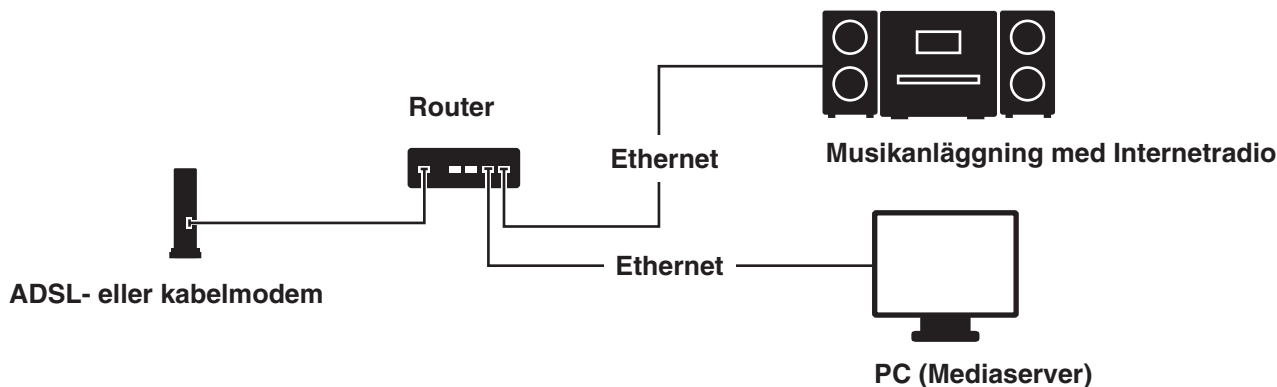 Router
Ethernet
Musikanläggning med Internetradio
Ethernet
ADSL- eller kabelmodem
PC (Mediaserver)